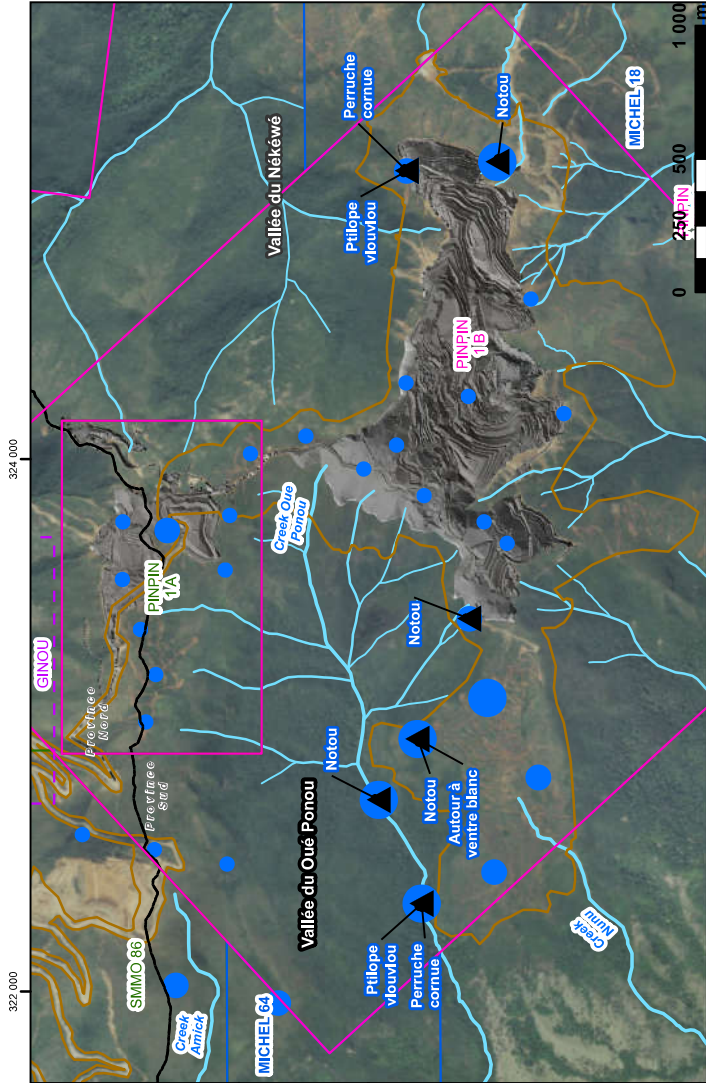 324 000
322 000
GINOU
Province
Nord
Province
Sud
PINPIN
1A
SMMO 86
Creek
Amick
MICHEL 64
Vallée du Nékéwé
Creek Oue
Ponou
Vallée du Oué Ponou
Perruche
cornue
Ptilope
vlouvlou
Notou
MICHEL 18
PINPIN
1B
Notou
Notou
Notou
Autour à
ventre blanc
Ptilope
vlouvlou
Perruche
cornue
Creek
Nunu
0
250
500
1 000
m